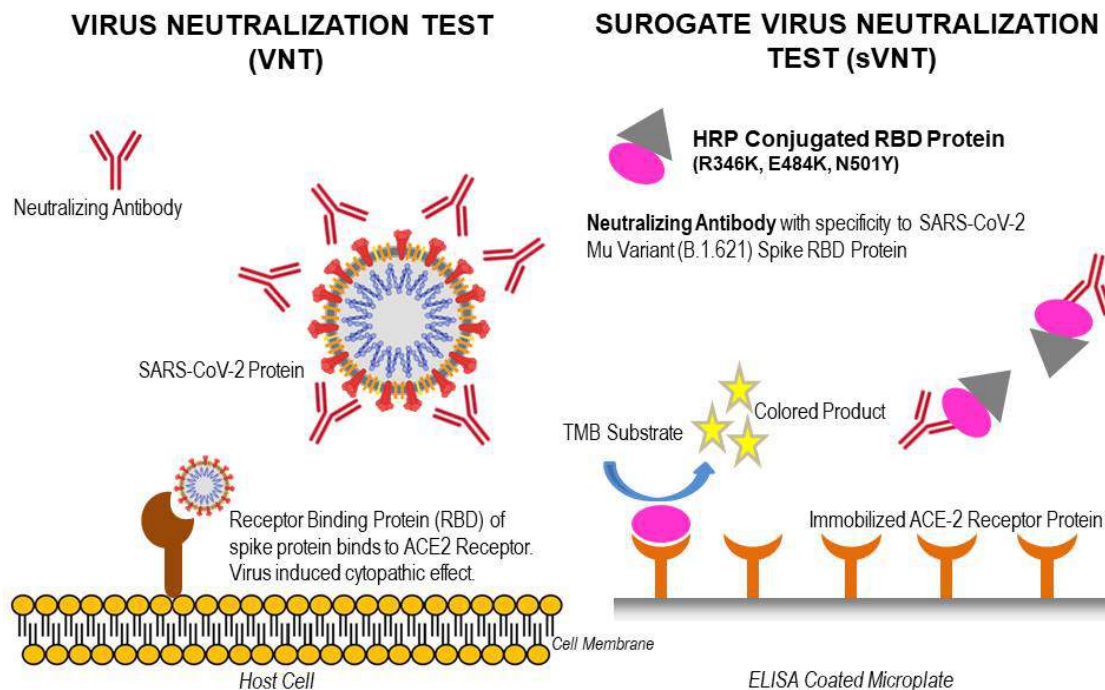 VIRUS NEUTRALIZATION TEST
(VNT)
Neutralizing Antibody
SARS-CoV-2 Protein
Receptor Binding Protein (RBD) of
spike protein binds to ACE2 Receptor.
Virus induced cytopathic effect.
Cell Membrane
Host Cell
SUROGATE VIRUS NEUTRALIZATION
TEST (sVNT)
HRP Conjugated RBD Protein
(R346K, E484K, N501Y)
Neutralizing Antibody with specificity to SARS-CoV-2
Mu Variant (B.1.621) Spike RBD Protein
Colored Product
TMB Substrate
Immobilized ACE-2 Receptor Protein
ELISA Coated Microplate